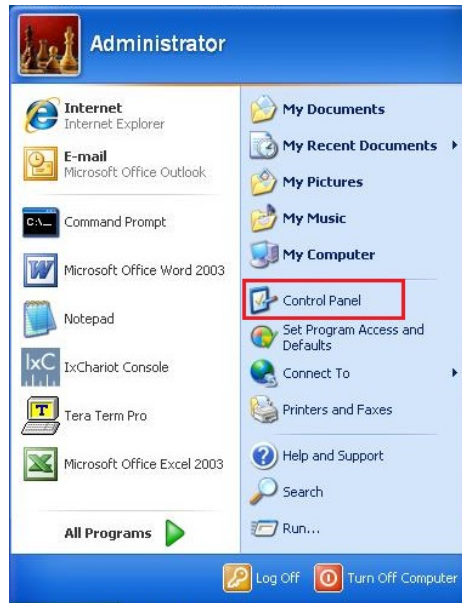 Administrator
Internet
Internet Explorer
E-mail
Microsoft Office Outlook
C:\_
Command Prompt
W
Microsoft Office Word 2003
Notepad
IxC
IxChariot Console
T
Tera Term Pro
Microsoft Office Excel 2003
All Programs
My Documents
My Recent Documents
My Pictures
My Music
My Computer
Control Panel
Set Program Access and
Defaults
Connect To
Printers and Faxes
Help and Support
Search
Run...
Log Off
Turn Off Computer